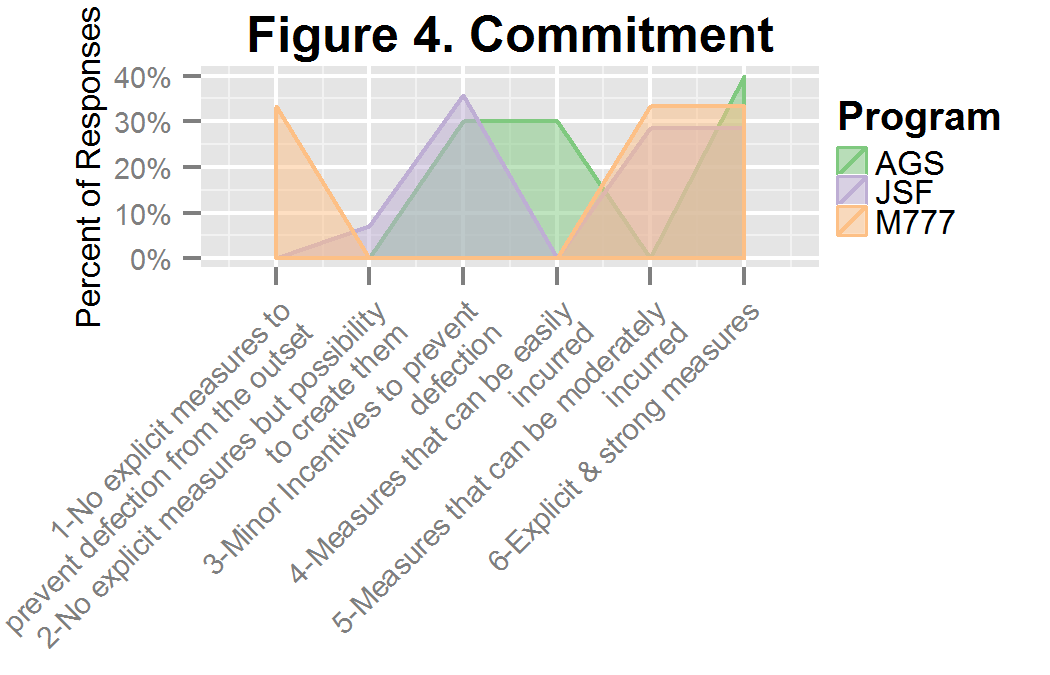 Figure 4. Commitment
Percent of Responses
40%
30%
20%
10%
0%
1-No explicit measures to
prevent defection from the outset
2-No explicit measures but possibility
to create them
3-Minor Incentives to prevent
defection
4-Measures that can be easily
incurred
5-Measures that can be moderately
incurred
6-Explicit & strong measures
Program
AGS
JSF
M777